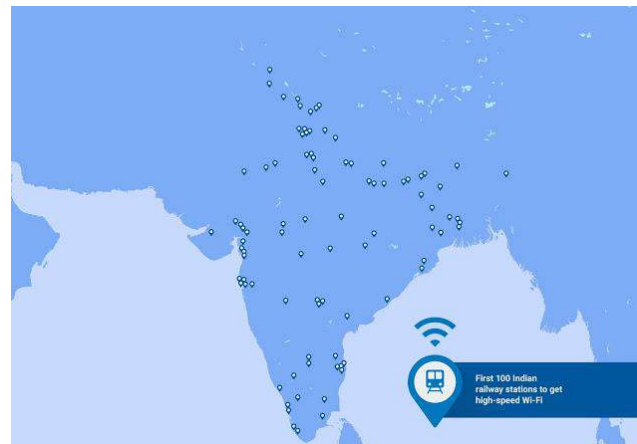 First 100 Indian
railway stations to get
high-speed Wi-Fi